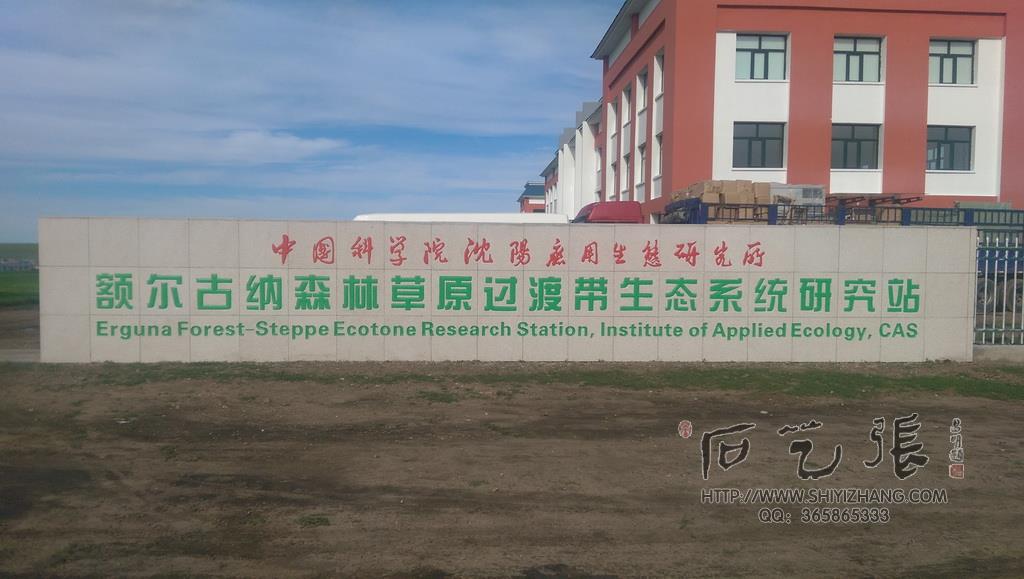 中国科学院沈陽应用生態研究所
额尔古纳森林草原过渡带生态系统研究站
Erguna Forest-Steppe Ecotone Research Station, Institute of Applied Ecology, CAS
石艺張
HTTP://WWW.SHIYIZHANG.COM
QQ: 365865333